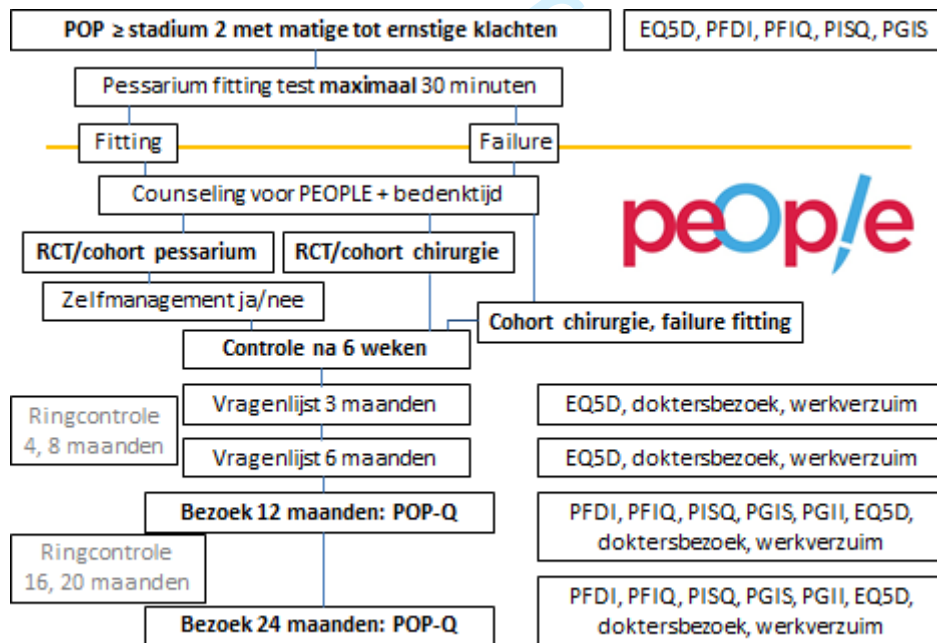 POP ≥ stadium 2 met matige tot ernstige klachten
EQ5D, PFDI, PFIQ, PISQ, PGIS
Pessarium fitting test maximaal 30 minuten
Fitting
Failure
Counseling voor PEOPLE + bedenktijd
peOp!e
RCT/cohort pessarium
RCT/cohort chirurgie
Zelfmanagement ja/nee
Cohort chirurgie, failure fitting
Controle na 6 weken
Ringcontrole
4, 8 maanden
Vragenlijst 3 maanden
EQ5D, doktersbezoek, werkverzuim
Vragenlijst 6 maanden
EQ5D, doktersbezoek, werkverzuim
Bezoek 12 maanden: POP-Q
PFDI, PFIQ, PISQ, PGIS, PGII, EQ5D,
doktersbezoek, werkverzuim
Ringcontrole
16, 20 maanden
Bezoek 24 maanden: POP-Q
PFDI, PFIQ, PISQ, PGIS, PGII, EQ5D,
doktersbezoek, werkverzuim